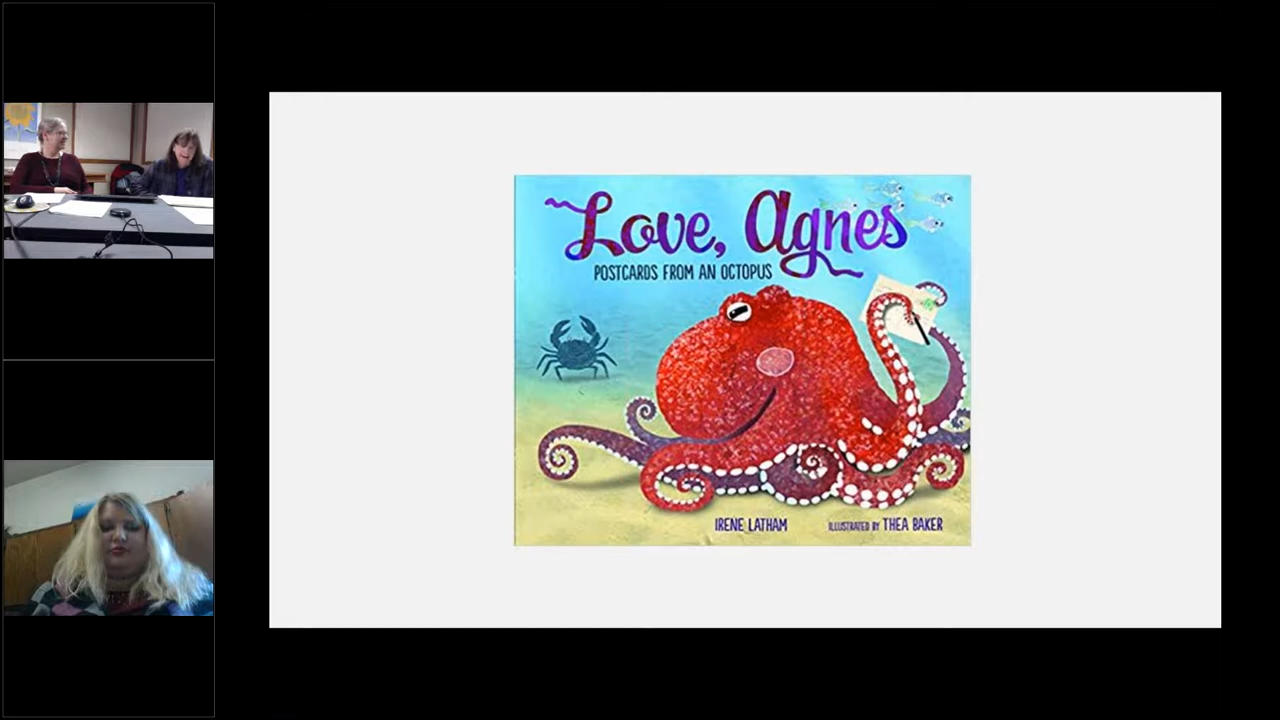 Love, Agnes
POSTCARDS FROM AN OCTOPUS
IRENE LATHAM
ILLUSTRATED BY THEA BAKER